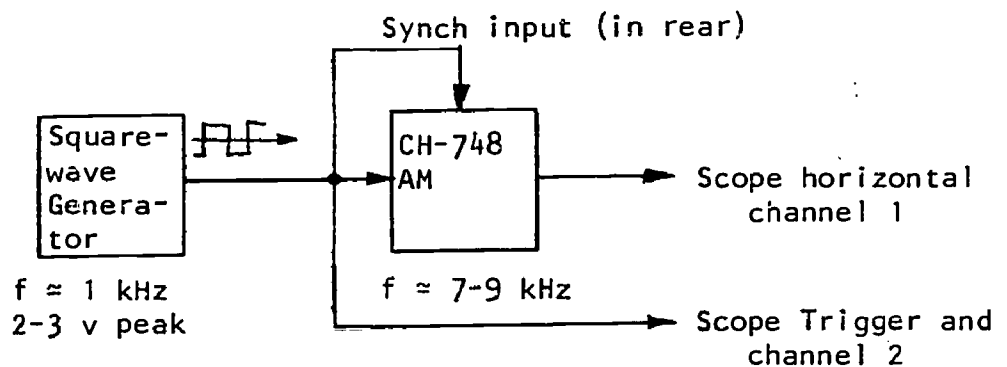 Synch input (in rear)
Square-
wave
Genera-
tor
CH-748
AM
Scope horizontal
channel 1
f ≈ 1 kHz
2-3 v peak
f ≈ 7-9 kHz
Scope Trigger and
channel 2